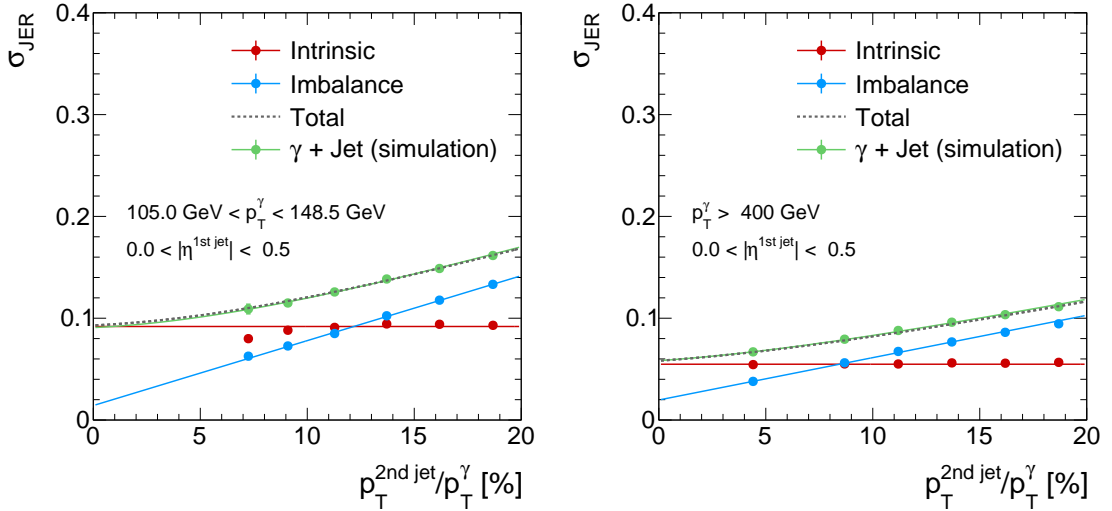 σ_JER
0.4
0.3
0.2
0.1
0
Intrinsic
Imbalance
Total
γ + Jet (simulation)
105.0 GeV < p_T^γ < 148.5 GeV
0.0 < |η^{1st jet}| < 0.5
0 5 10 15 20
p_T^{2nd jet}/p_T^γ [%]
σ_JER
0.4
0.3
0.2
0.1
0
Intrinsic
Imbalance
Total
γ + Jet (simulation)
p_T^γ > 400 GeV
0.0 < |η^{1st jet}| < 0.5
0 5 10 15 20
p_T^{2nd jet}/p_T^γ [%]